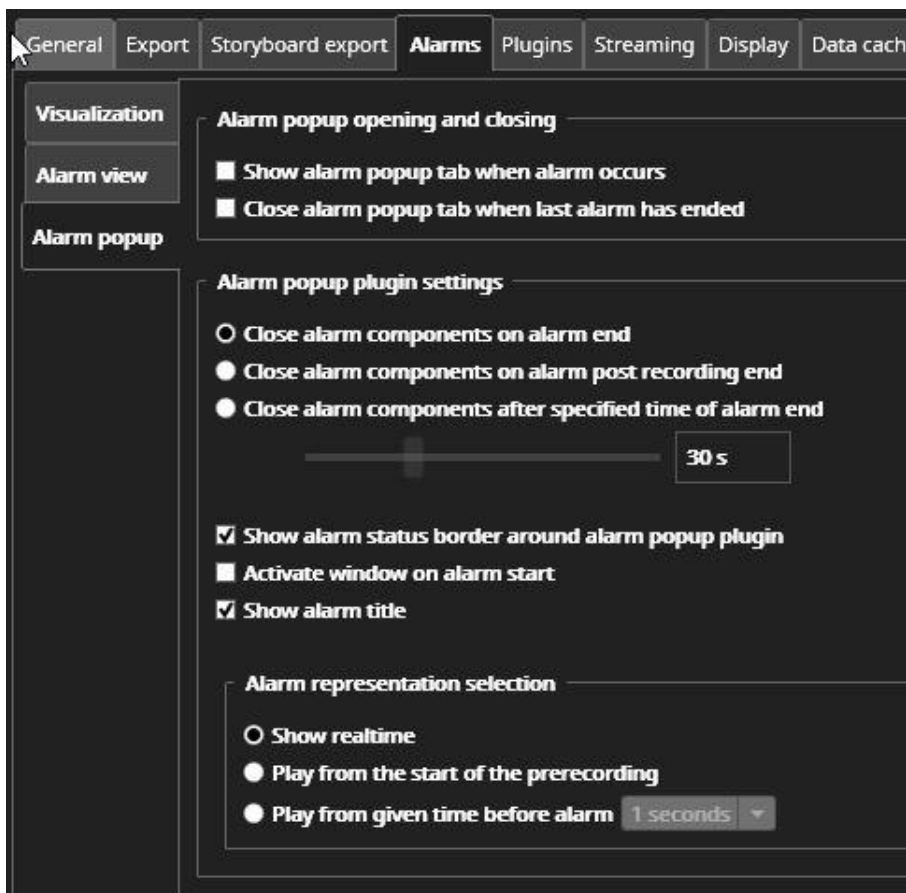 General Export Storyboard export Alarms Plugins Streaming Display Data cach
Visualization
Alarm view
Alarm popup
Alarm popup opening and closing
Show alarm popup tab when alarm occurs
Close alarm popup tab when last alarm has ended
Alarm popup plugin settings
Close alarm components on alarm end
Close alarm components on alarm post recording end
Close alarm components after specified time of alarm end
30 s
Show alarm status border around alarm popup plugin
Activate window on alarm start
Show alarm title
Alarm representation selection
Show realtime
Play from the start of the prerecording
Play from given time before alarm 1 seconds